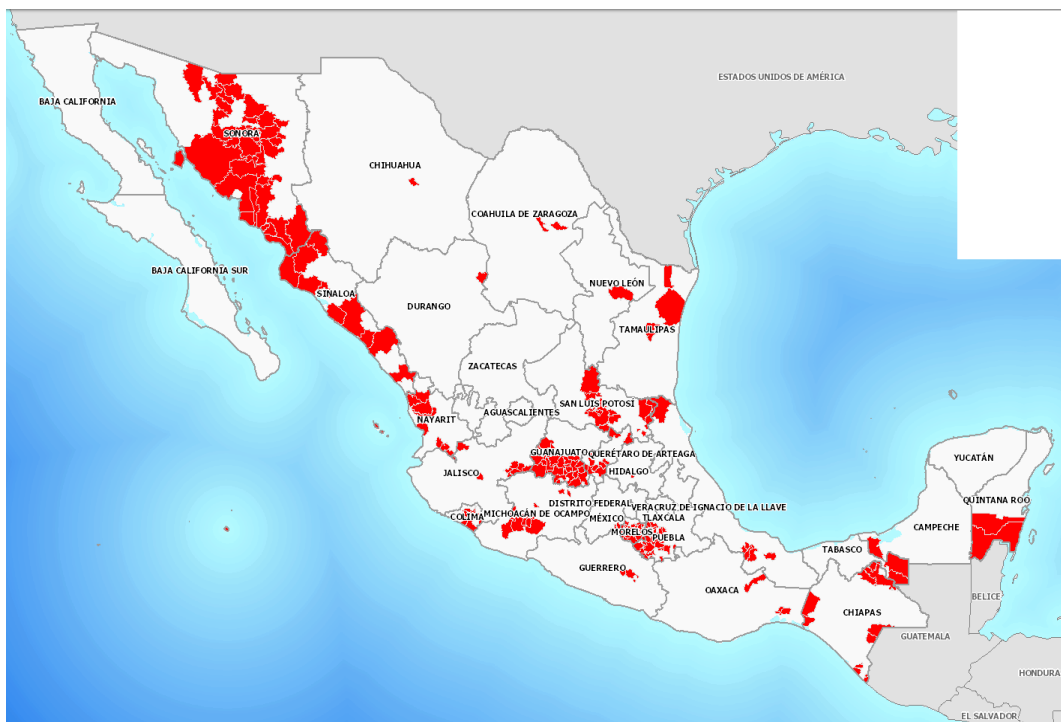 ESTADOS UNIDOS DE AMÉRICA
BAJA CALIFORNIA
SONORA
CHIHUAHUA
COAHUILA DE ZARAGOZA
BAJA CALIFORNIA SUR
NUEVO LEÓN
SINALOA
DURANGO
TAMAULIPAS
ZACATECAS
SAN LUIS POTOSÍ
AGUASCALIENTES
NAYARIT
GUANAJUATO
QUERÉTARO DE ARTEAGA
YUCATÁN
JALISCO
HIDALGO
QUINTANA ROO
DISTRITO FEDERAL
VERACRUZ DE IGNACIO DE LA LLAVE
COLIMA
MICHOACÁN DE OCAMPO
MÉXICO
TLAXCALA
CAMPECHE
MORELOS
PUEBLA
TABASCO
GUERRERO
OAXACA
BELICE
CHIAPAS
GUATEMALA
HONDURA
EL SALVADOR